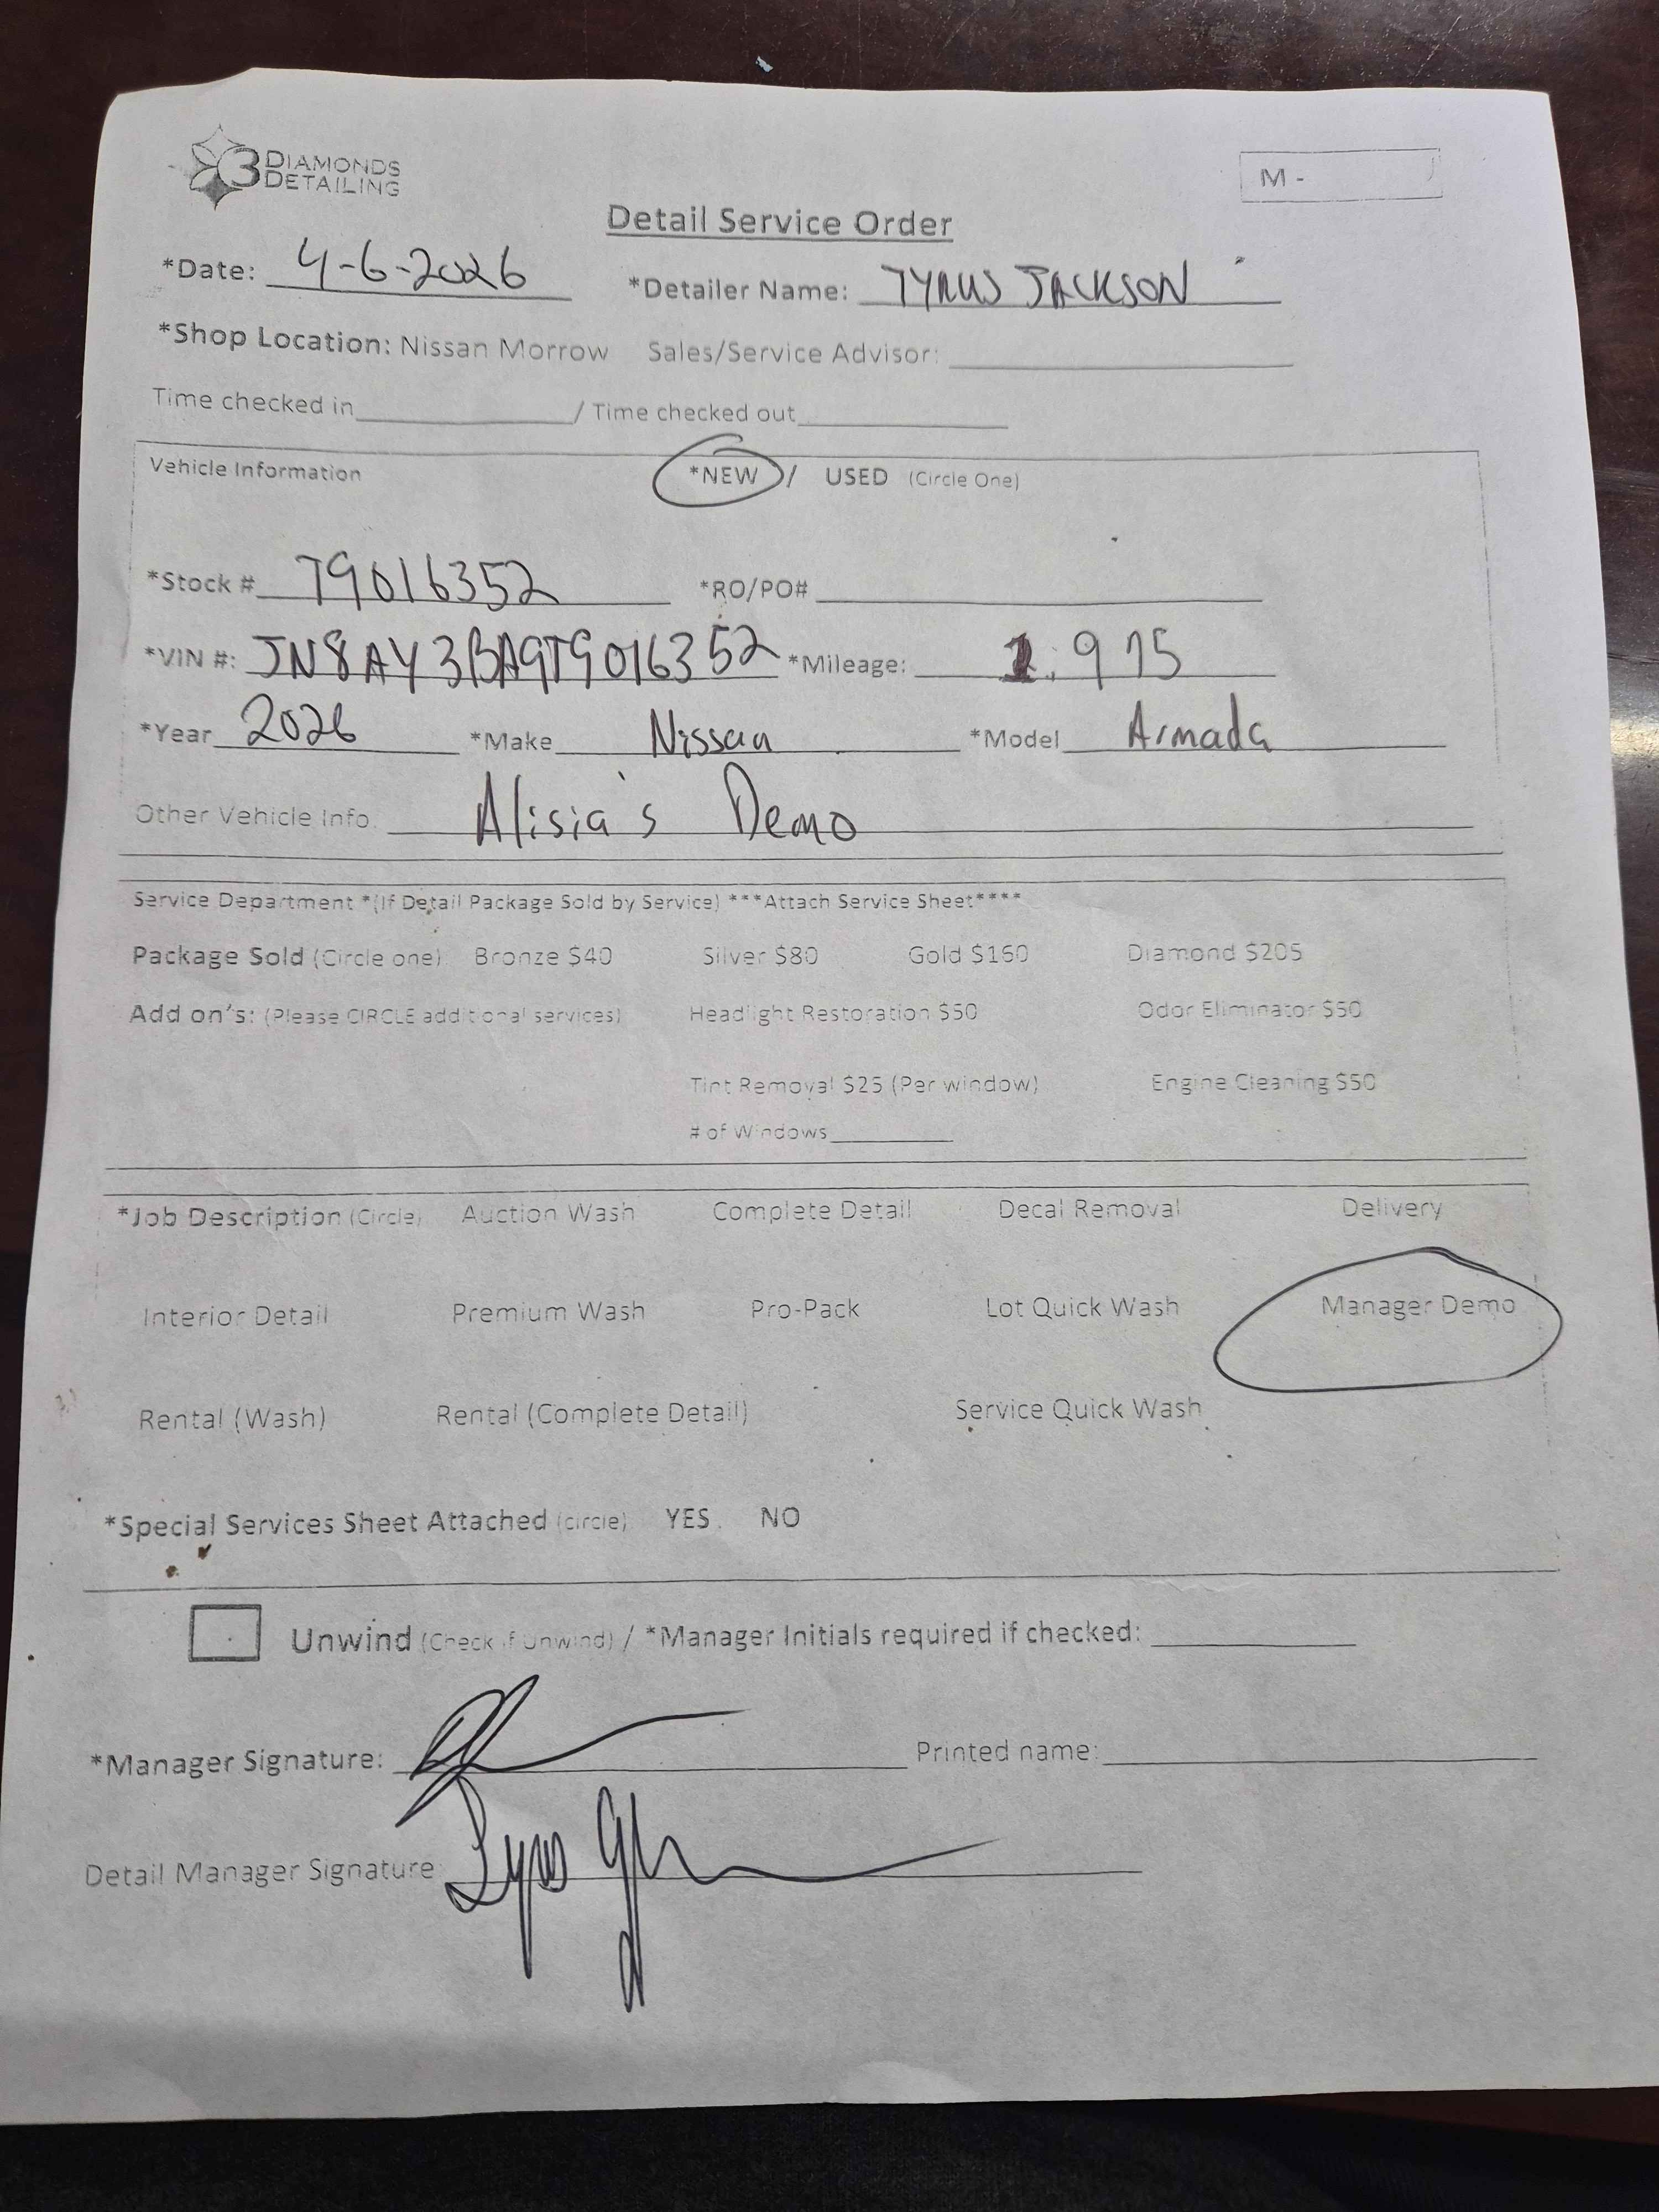 3 DIAMONDS DETAILING
M -
Detail Service Order
*Date: 4-6-2026 *Detailer Name: TYRUS JACKSON
*Shop Location: Nissan Morrow Sales/Service Advisor:
Time checked in / Time checked out
Vehicle Information *NEW / USED (Circle One)
*Stock # T9016352 *RO/PO#
*VIN #: JN8AY3BA9T9016352 *Mileage: 1.975
*Year 2026 *Make Nissan *Model Armada
Other Vehicle Info. Alisia's Demo
Service Department *(If Detail Package Sold by Service) ***Attach Service Sheet****
Package Sold (Circle one) Bronze $40 Silver $80 Gold $160 Diamond $205
Add on's: (Please CIRCLE additional services) Headlight Restoration $50 Odor Eliminator $50
Tint Removal $25 (Per window) Engine Cleaning $50
# of Windows
*Job Description (Circle) Auction Wash Complete Detail Decal Removal Delivery
Interior Detail Premium Wash Pro-Pack Lot Quick Wash Manager Demo
Rental (Wash) Rental (Complete Detail) Service Quick Wash
*Special Services Sheet Attached (circle) YES NO
Unwind (Check if Unwind) / *Manager Initials required if checked:
*Manager Signature: Printed name:
Detail Manager Signature: